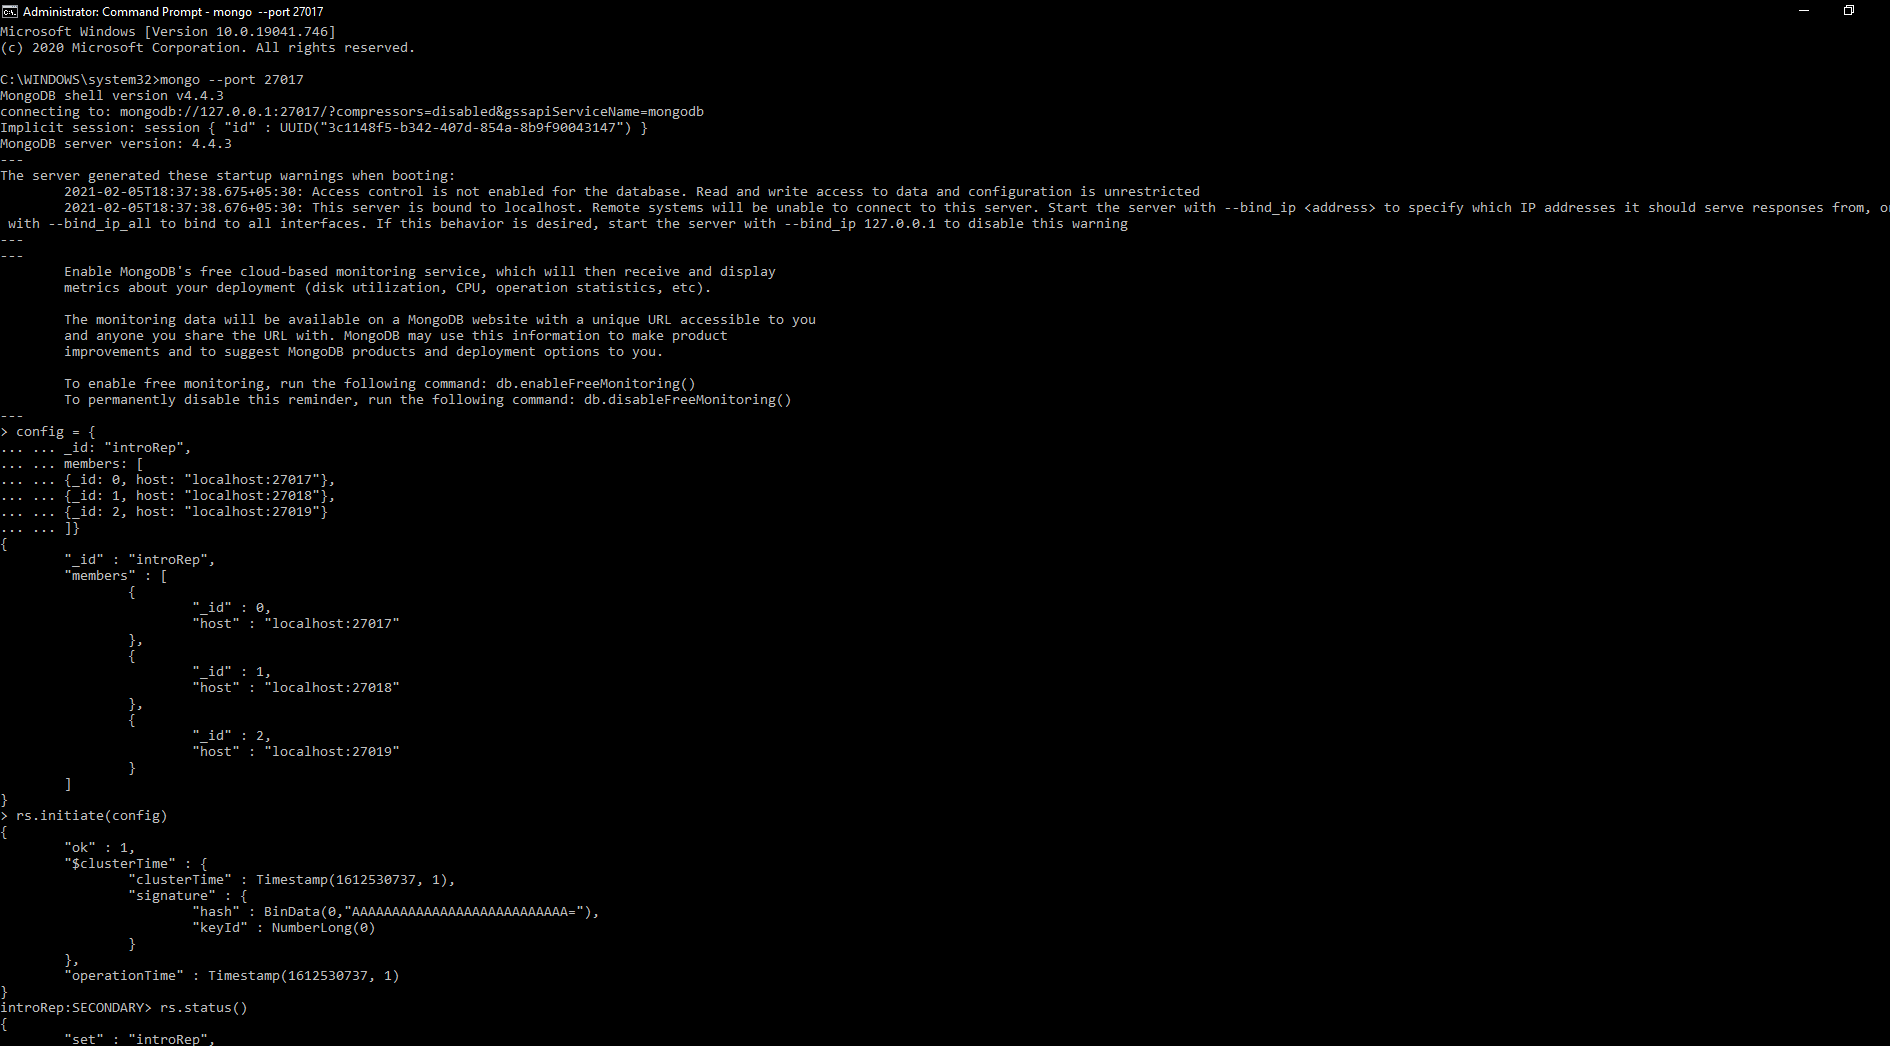 Administrator: Command Prompt - mongo  --port 27017
Microsoft Windows [Version 10.0.19041.746]
(c) 2020 Microsoft Corporation. All rights reserved.
C:\WINDOWS\system32>mongo --port 27017
MongoDB shell version v4.4.3
connecting to: mongodb://127.0.0.1:27017/?compressors=disabled&gssapiServiceName=mongodb
Implicit session: session { "id" : UUID("3c1148f5-b342-407d-854a-8b9f90043147") }
MongoDB server version: 4.4.3
---
The server generated these startup warnings when booting:
        2021-02-05T18:37:38.675+05:30: Access control is not enabled for the database. Read and write access to data and configuration is unrestricted
        2021-02-05T18:37:38.676+05:30: This server is bound to localhost. Remote systems will be unable to connect to this server. Start the server with --bind_ip <address> to specify which IP addresses it should serve responses from, or
 with --bind_ip_all to bind to all interfaces. If this behavior is desired, start the server with --bind_ip 127.0.0.1 to disable this warning
---
---
        Enable MongoDB's free cloud-based monitoring service, which will then receive and display
        metrics about your deployment (disk utilization, CPU, operation statistics, etc).
        The monitoring data will be available on a MongoDB website with a unique URL accessible to you
        and anyone you share the URL with. MongoDB may use this information to make product
        improvements and to suggest MongoDB products and deployment options to you.
        To enable free monitoring, run the following command: db.enableFreeMonitoring()
        To permanently disable this reminder, run the following command: db.disableFreeMonitoring()
---
> config = {
... ... _id: "introRep",
... ... members: [
... ... {_id: 0, host: "localhost:27017"},
... ... {_id: 1, host: "localhost:27018"},
... ... {_id: 2, host: "localhost:27019"}
... ... ]}
{
        "_id" : "introRep",
        "members" : [
                {
                        "_id" : 0,
                        "host" : "localhost:27017"
                },
                {
                        "_id" : 1,
                        "host" : "localhost:27018"
                },
                {
                        "_id" : 2,
                        "host" : "localhost:27019"
                }
        ]
}
> rs.initiate(config)
{
        "ok" : 1,
        "$clusterTime" : {
                "clusterTime" : Timestamp(1612530737, 1),
                "signature" : {
                        "hash" : BinData(0,"AAAAAAAAAAAAAAAAAAAAAAAAAAA="),
                        "keyId" : NumberLong(0)
                }
        },
        "operationTime" : Timestamp(1612530737, 1)
}
introRep:SECONDARY> rs.status()
{
        "set" : "introRep",